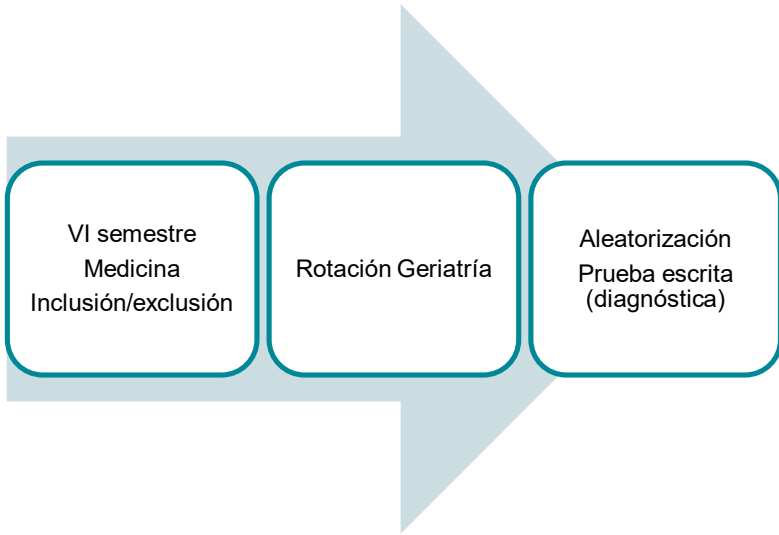 VI semestre
Medicina
Inclusión/exclusión
Rotación Geriatría
Aleatorización
Prueba escrita
(diagnóstica)